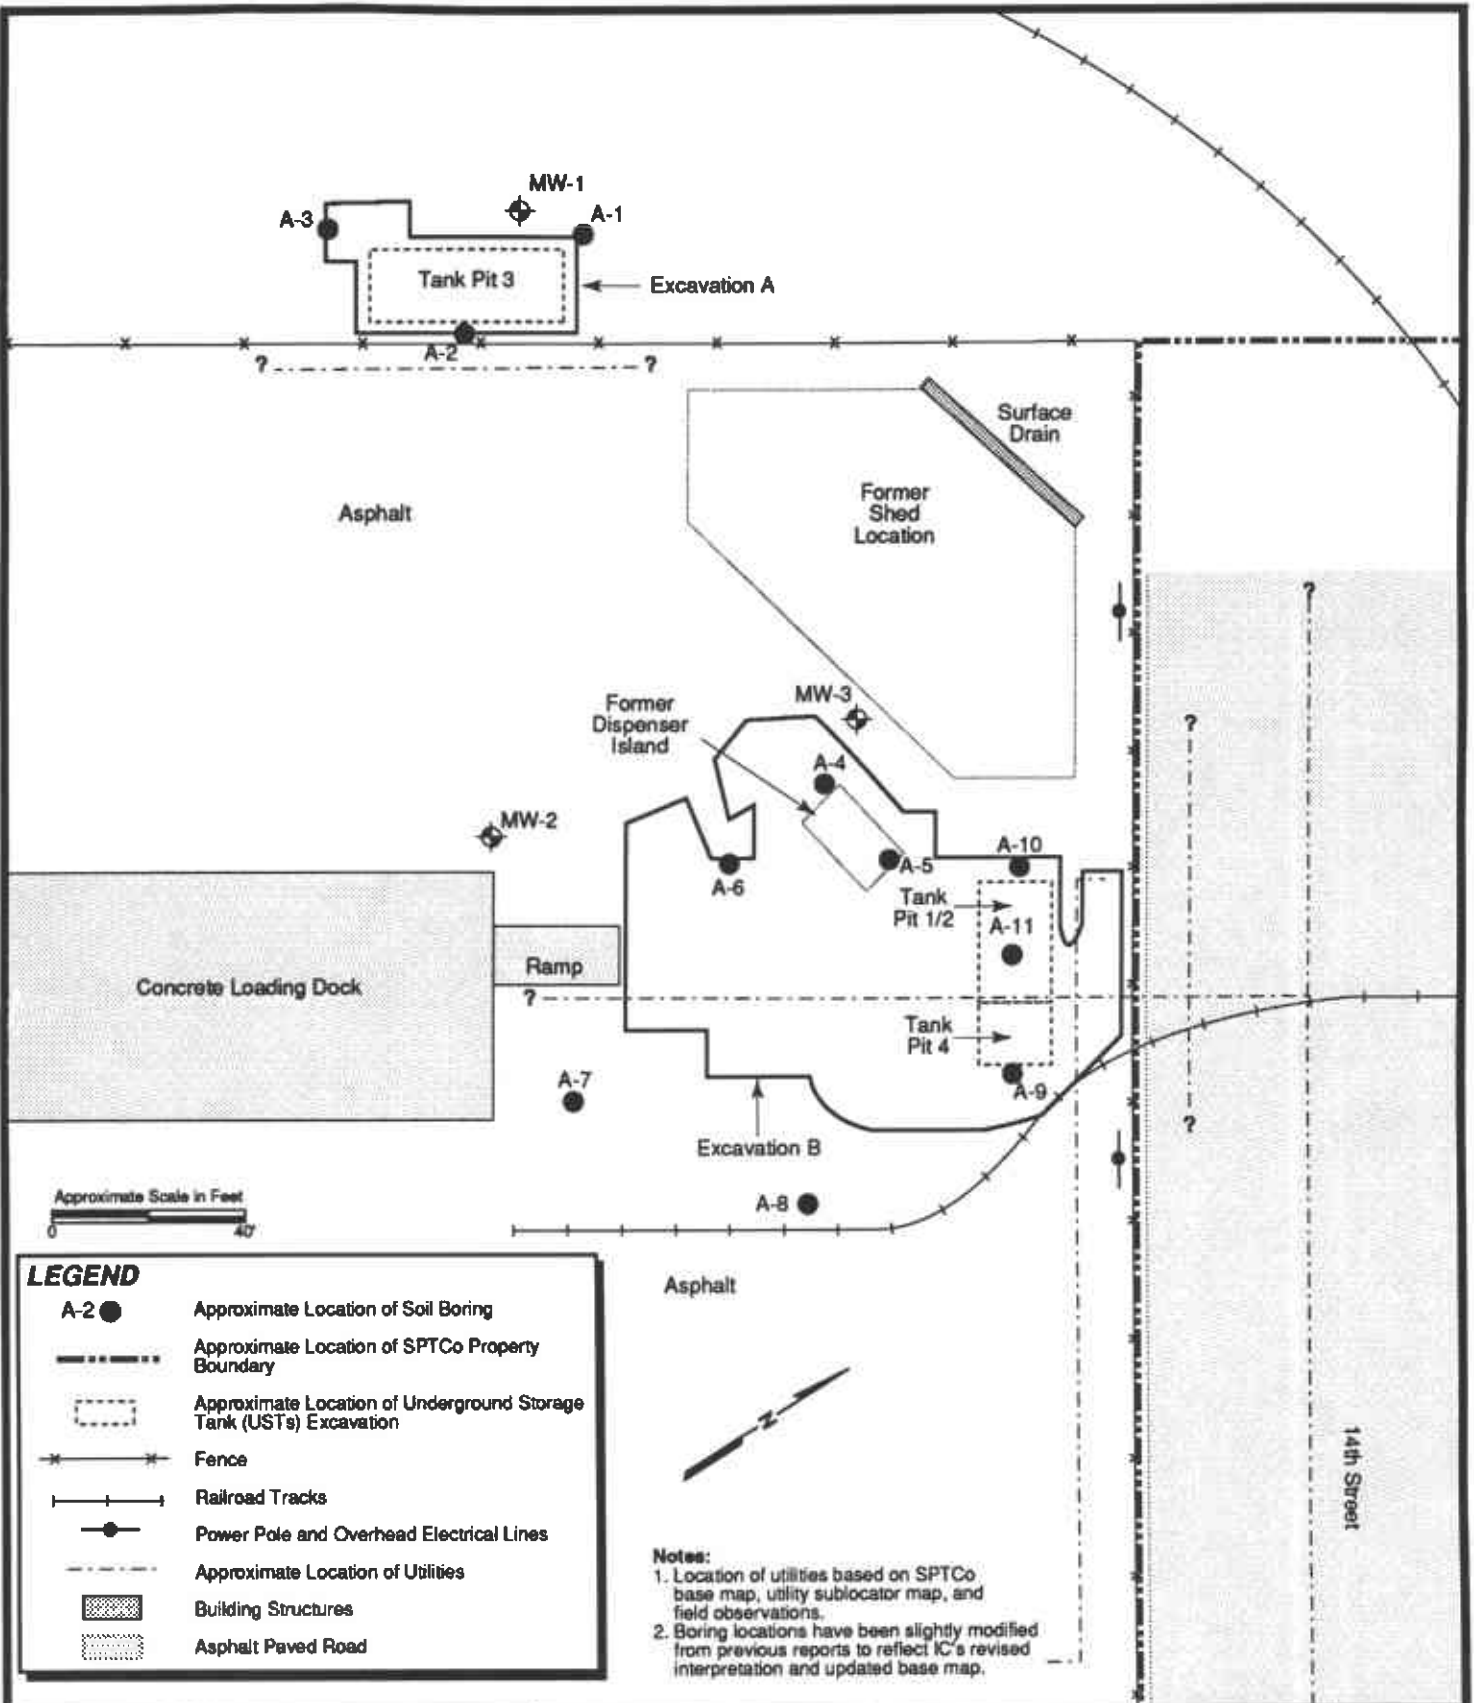 MW-1
A-3
A-1
Tank Pit 3
Excavation A
A-2
?
?
Surface
Drain
Asphalt
Former
Shed
Location
?
MW-3
Former
Dispenser
Island
?
A-4
MW-2
A-10
A-5
A-6
Tank
Pit 1/2
A-11
Ramp
Concrete Loading Dock
?
Tank
Pit 4
A-7
A-9
?
Excavation B
Approximate Scale in Feet
0 40'
A-8
Asphalt
N
14th Street
LEGEND
A-2 Approximate Location of Soil Boring
Approximate Location of SPTCo Property
Boundary
Approximate Location of Underground Storage
Tank (USTs) Excavation
Fence
Railroad Tracks
Power Pole and Overhead Electrical Lines
Approximate Location of Utilities
Building Structures
Asphalt Paved Road
Notes:
1. Location of utilities based on SPTCo
base map, utility sublocator map, and
field observations.
2. Boring locations have been slightly modified
from previous reports to reflect IC's revised
interpretation and updated base map.